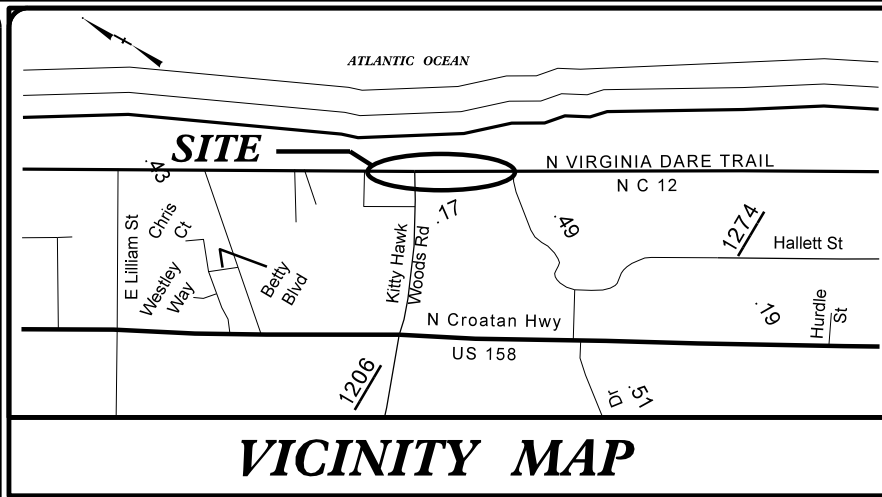 ATLANTIC OCEAN
SITE
N VIRGINIA DARE TRAIL
N C 12
.43
.17
.49
1274
Hallett St
E Lilliam St
Chris
Ct
Westley
Way
Betty
Blvd
Kitty Hawk
Woods Rd
N Croatan Hwy
US 158
.19
Hurdle
St
1206
Dr
.51
VICINITY MAP